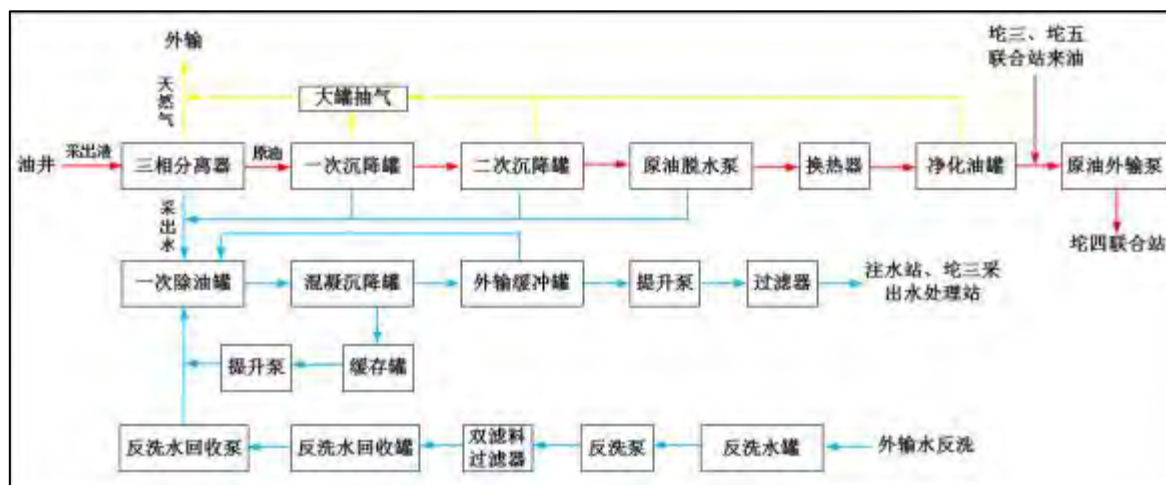 外输
坨三、坨五
联合站来油
天然气
大罐抽气
油井
采出液
三相分离器
原油
一次沉降罐
二次沉降罐
原油脱水泵
换热器
净化油罐
原油外输泵
采出水
坨四联合站
一次除油罐
混凝沉降罐
外输缓冲罐
提升泵
过滤器
注水站、坨三采
出水处理站
提升泵
缓存罐
反洗水回收泵
反洗水回收罐
双滤料
过滤器
反洗泵
反洗水罐
外输水反洗